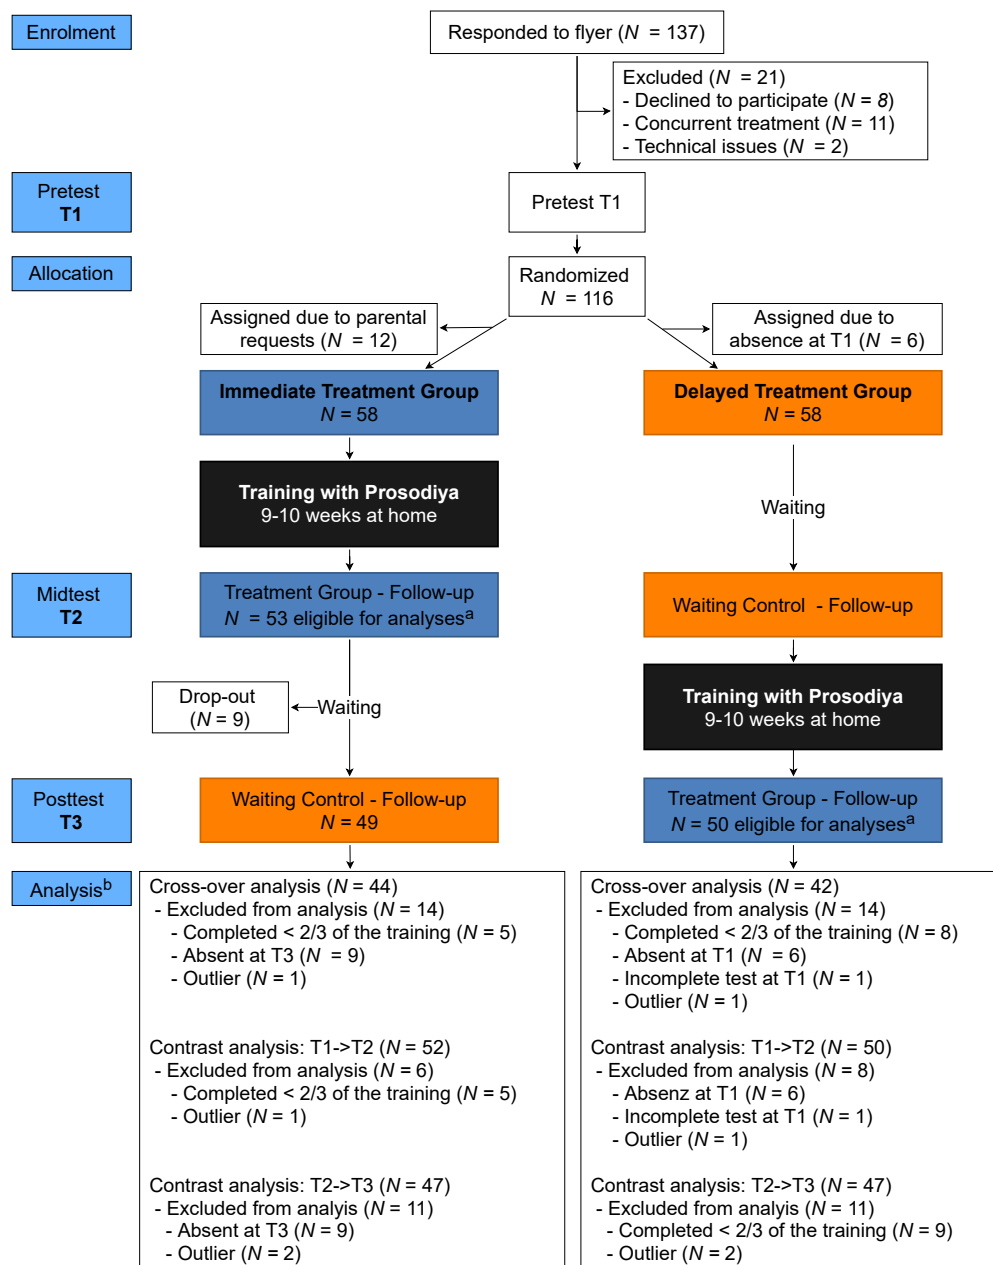 Enrolment
Responded to flyer (N = 137)
Excluded (N = 21)
- Declined to participate (N = 8)
- Concurrent treatment (N = 11)
- Technical issues (N = 2)
Pretest
T1
Pretest T1
Allocation
Randomized
N = 116
Assigned due to parental
requests (N = 12)
Assigned due to
absence at T1 (N = 6)
Immediate Treatment Group
N = 58
Delayed Treatment Group
N = 58
Training with Prosodiya
9-10 weeks at home
Waiting
Midtest
T2
Treatment Group - Follow-up
N = 53 eligible for analysesa
Waiting Control - Follow-up
Drop-out
(N = 9)
Waiting
Training with Prosodiya
9-10 weeks at home
Posttest
T3
Waiting Control - Follow-up
N = 49
Treatment Group - Follow-up
N = 50 eligible for analysesa
Analysisb
Cross-over analysis (N = 44)
- Excluded from analysis (N = 14)
- Completed < 2/3 of the training (N = 5)
- Absent at T3 (N = 9)
- Outlier (N = 1)
Contrast analysis: T1->T2 (N = 52)
- Excluded from analysis (N = 6)
- Completed < 2/3 of the training (N = 5)
- Outlier (N = 1)
Contrast analysis: T2->T3 (N = 47)
- Excluded from analyis (N = 11)
- Absent at T3 (N = 9)
- Outlier (N = 2)
Cross-over analysis (N = 42)
- Excluded from analysis (N = 14)
- Completed < 2/3 of the training (N = 8)
- Absent at T1 (N = 6)
- Incomplete test at T1 (N = 1)
- Outlier (N = 1)
Contrast analysis: T1->T2 (N = 50)
- Excluded from analysis (N = 8)
- Absenz at T1 (N = 6)
- Incomplete test at T1 (N = 1)
- Outlier (N = 1)
Contrast analysis: T2->T3 (N = 47)
- Excluded from analysis (N = 11)
- Completed < 2/3 of the training (N = 9)
- Outlier (N = 2)